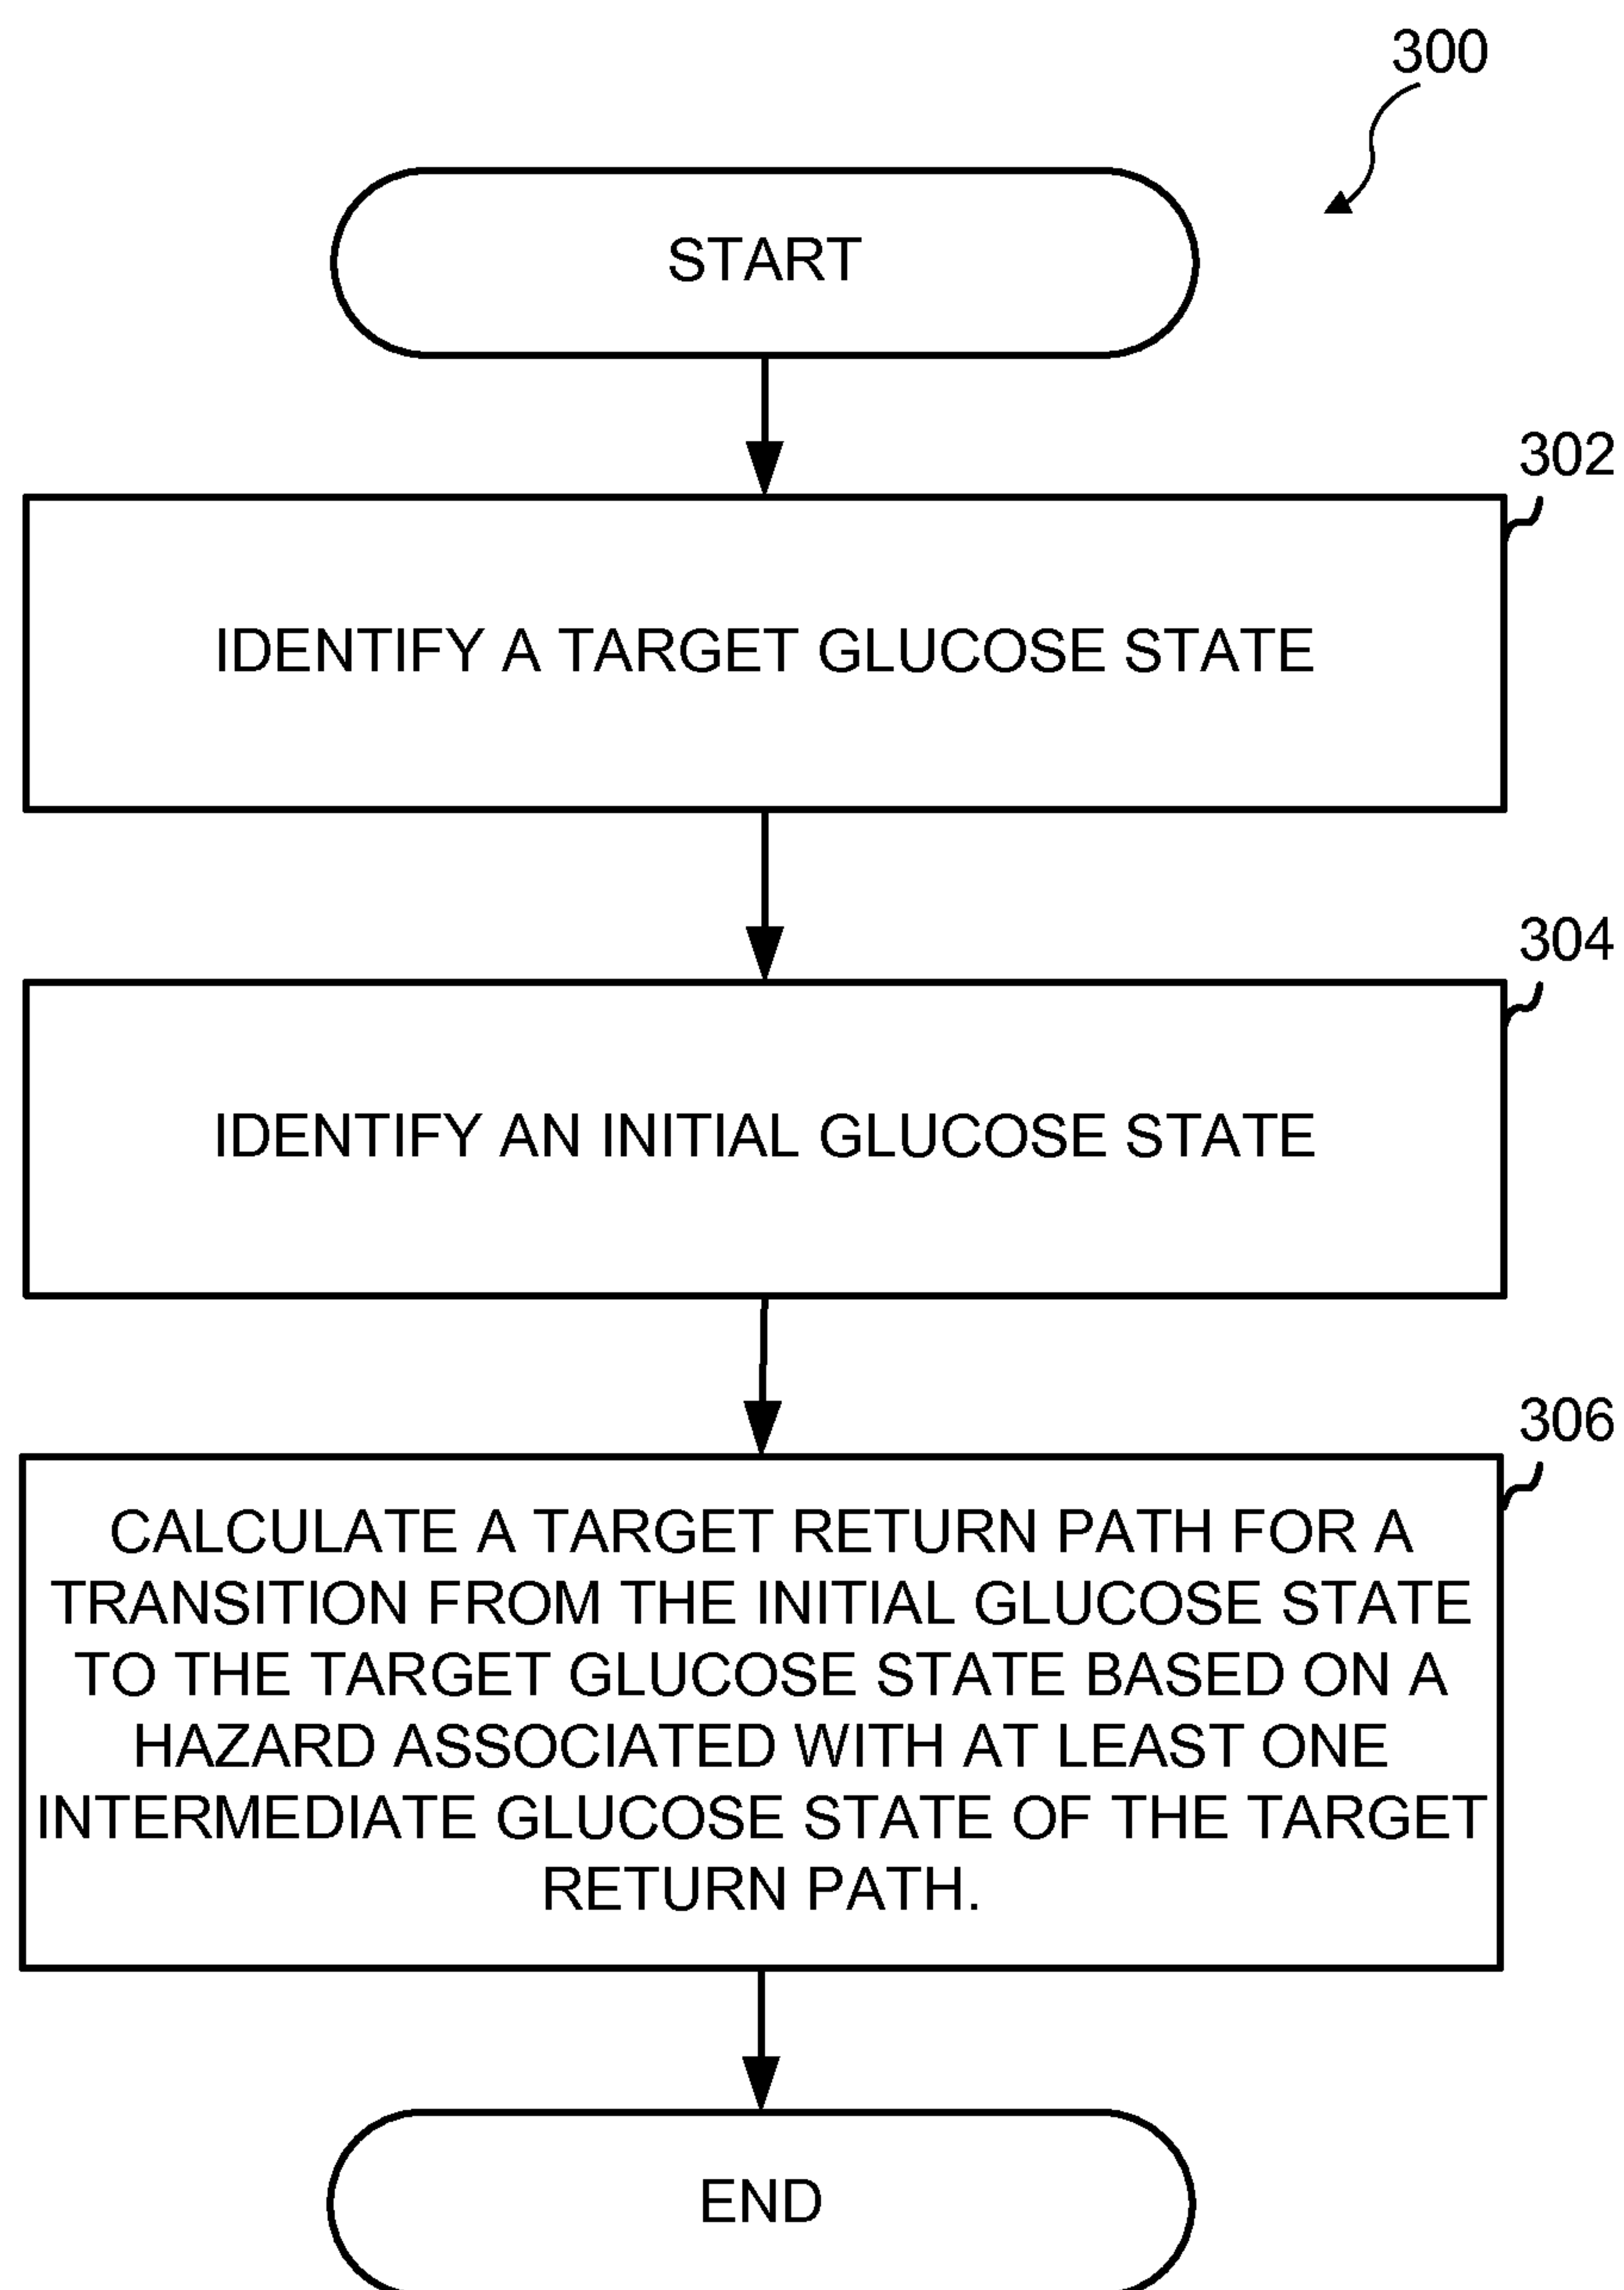 300
START
302
IDENTIFY A TARGET GLUCOSE STATE
304
IDENTIFY AN INITIAL GLUCOSE STATE
306
CALCULATE A TARGET RETURN PATH FOR A
TRANSITION FROM THE INITIAL GLUCOSE STATE
TO THE TARGET GLUCOSE STATE BASED ON A
HAZARD ASSOCIATED WITH AT LEAST ONE
INTERMEDIATE GLUCOSE STATE OF THE TARGET
RETURN PATH.
END